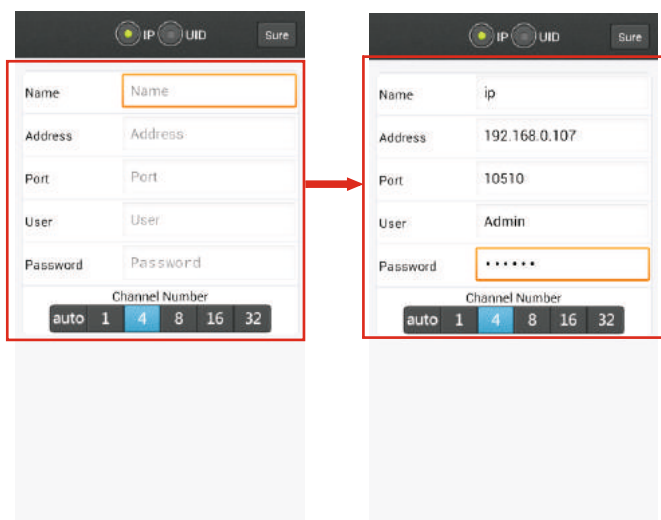 IP UID Sure
Name Name
Address Address
Port Port
User User
Password Password
Channel Number
auto 1 4 8 16 32
IP UID Sure
Name ip
Address 192.168.0.107
Port 10510
User Admin
Password ••••••
Channel Number
auto 1 4 8 16 32